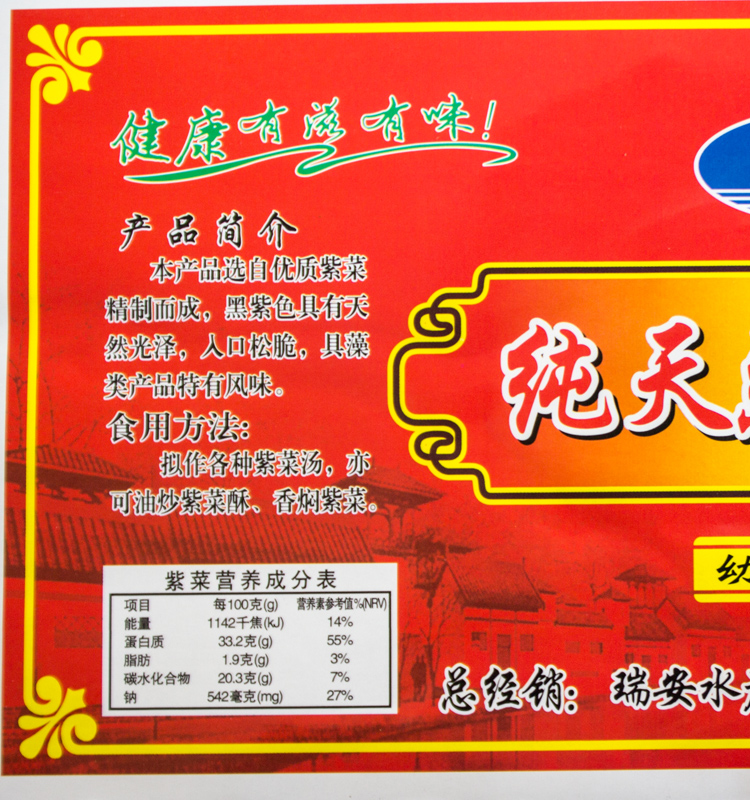 健康有滋有味!
产品简介
本产品选自优质紫菜
精制而成，黑紫色具有天
然光泽，入口松脆，具藻
类产品特有风味。
食用方法:
拟作各种紫菜汤，亦
可油炒紫菜酥、香焖紫菜。
纯天
幼
紫菜营养成分表
项目 每100克(g) 营养素参考值%(NRV)
能量 1142千焦(kJ) 14%
蛋白质 33.2克(g) 55%
脂肪 1.9克(g) 3%
碳水化合物 20.3克(g) 7%
钠 542毫克(mg) 27%
总经销: 瑞安水